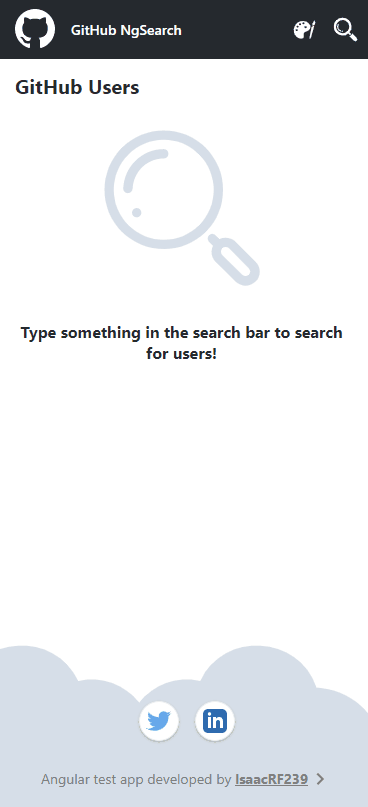 GitHub NgSearch
GitHub Users
Type something in the search bar to search
for users!
in
Angular test app developed by IsaacRF239